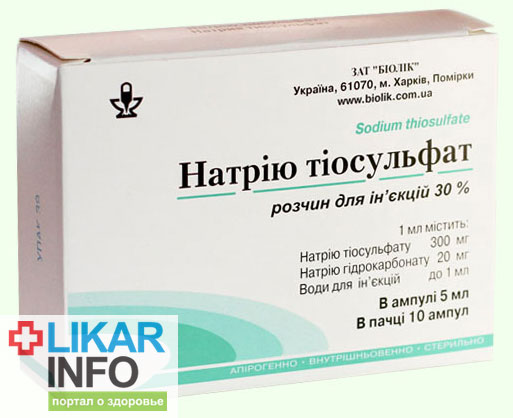 ЗАТ "БІОЛІК"
Україна, 61070, м. Харків, Помірки
www.biolik.com.ua
Sodium thiosulfate
Натрію тіосульфат
розчин для ін'єкцій 30 %
1 мл містить:
Натрію тіосульфату 300 мг
Натрію гідрокарбонату 20 мг
Води для ін'єкцій до 1 мл
В ампулі 5 мл
В пачці 10 ампул
АПІРОГЕННО - ВНУТРІШНЬОВЕННО - СТЕРИЛЬНО
LIKAR
INFO
портал о здоровье